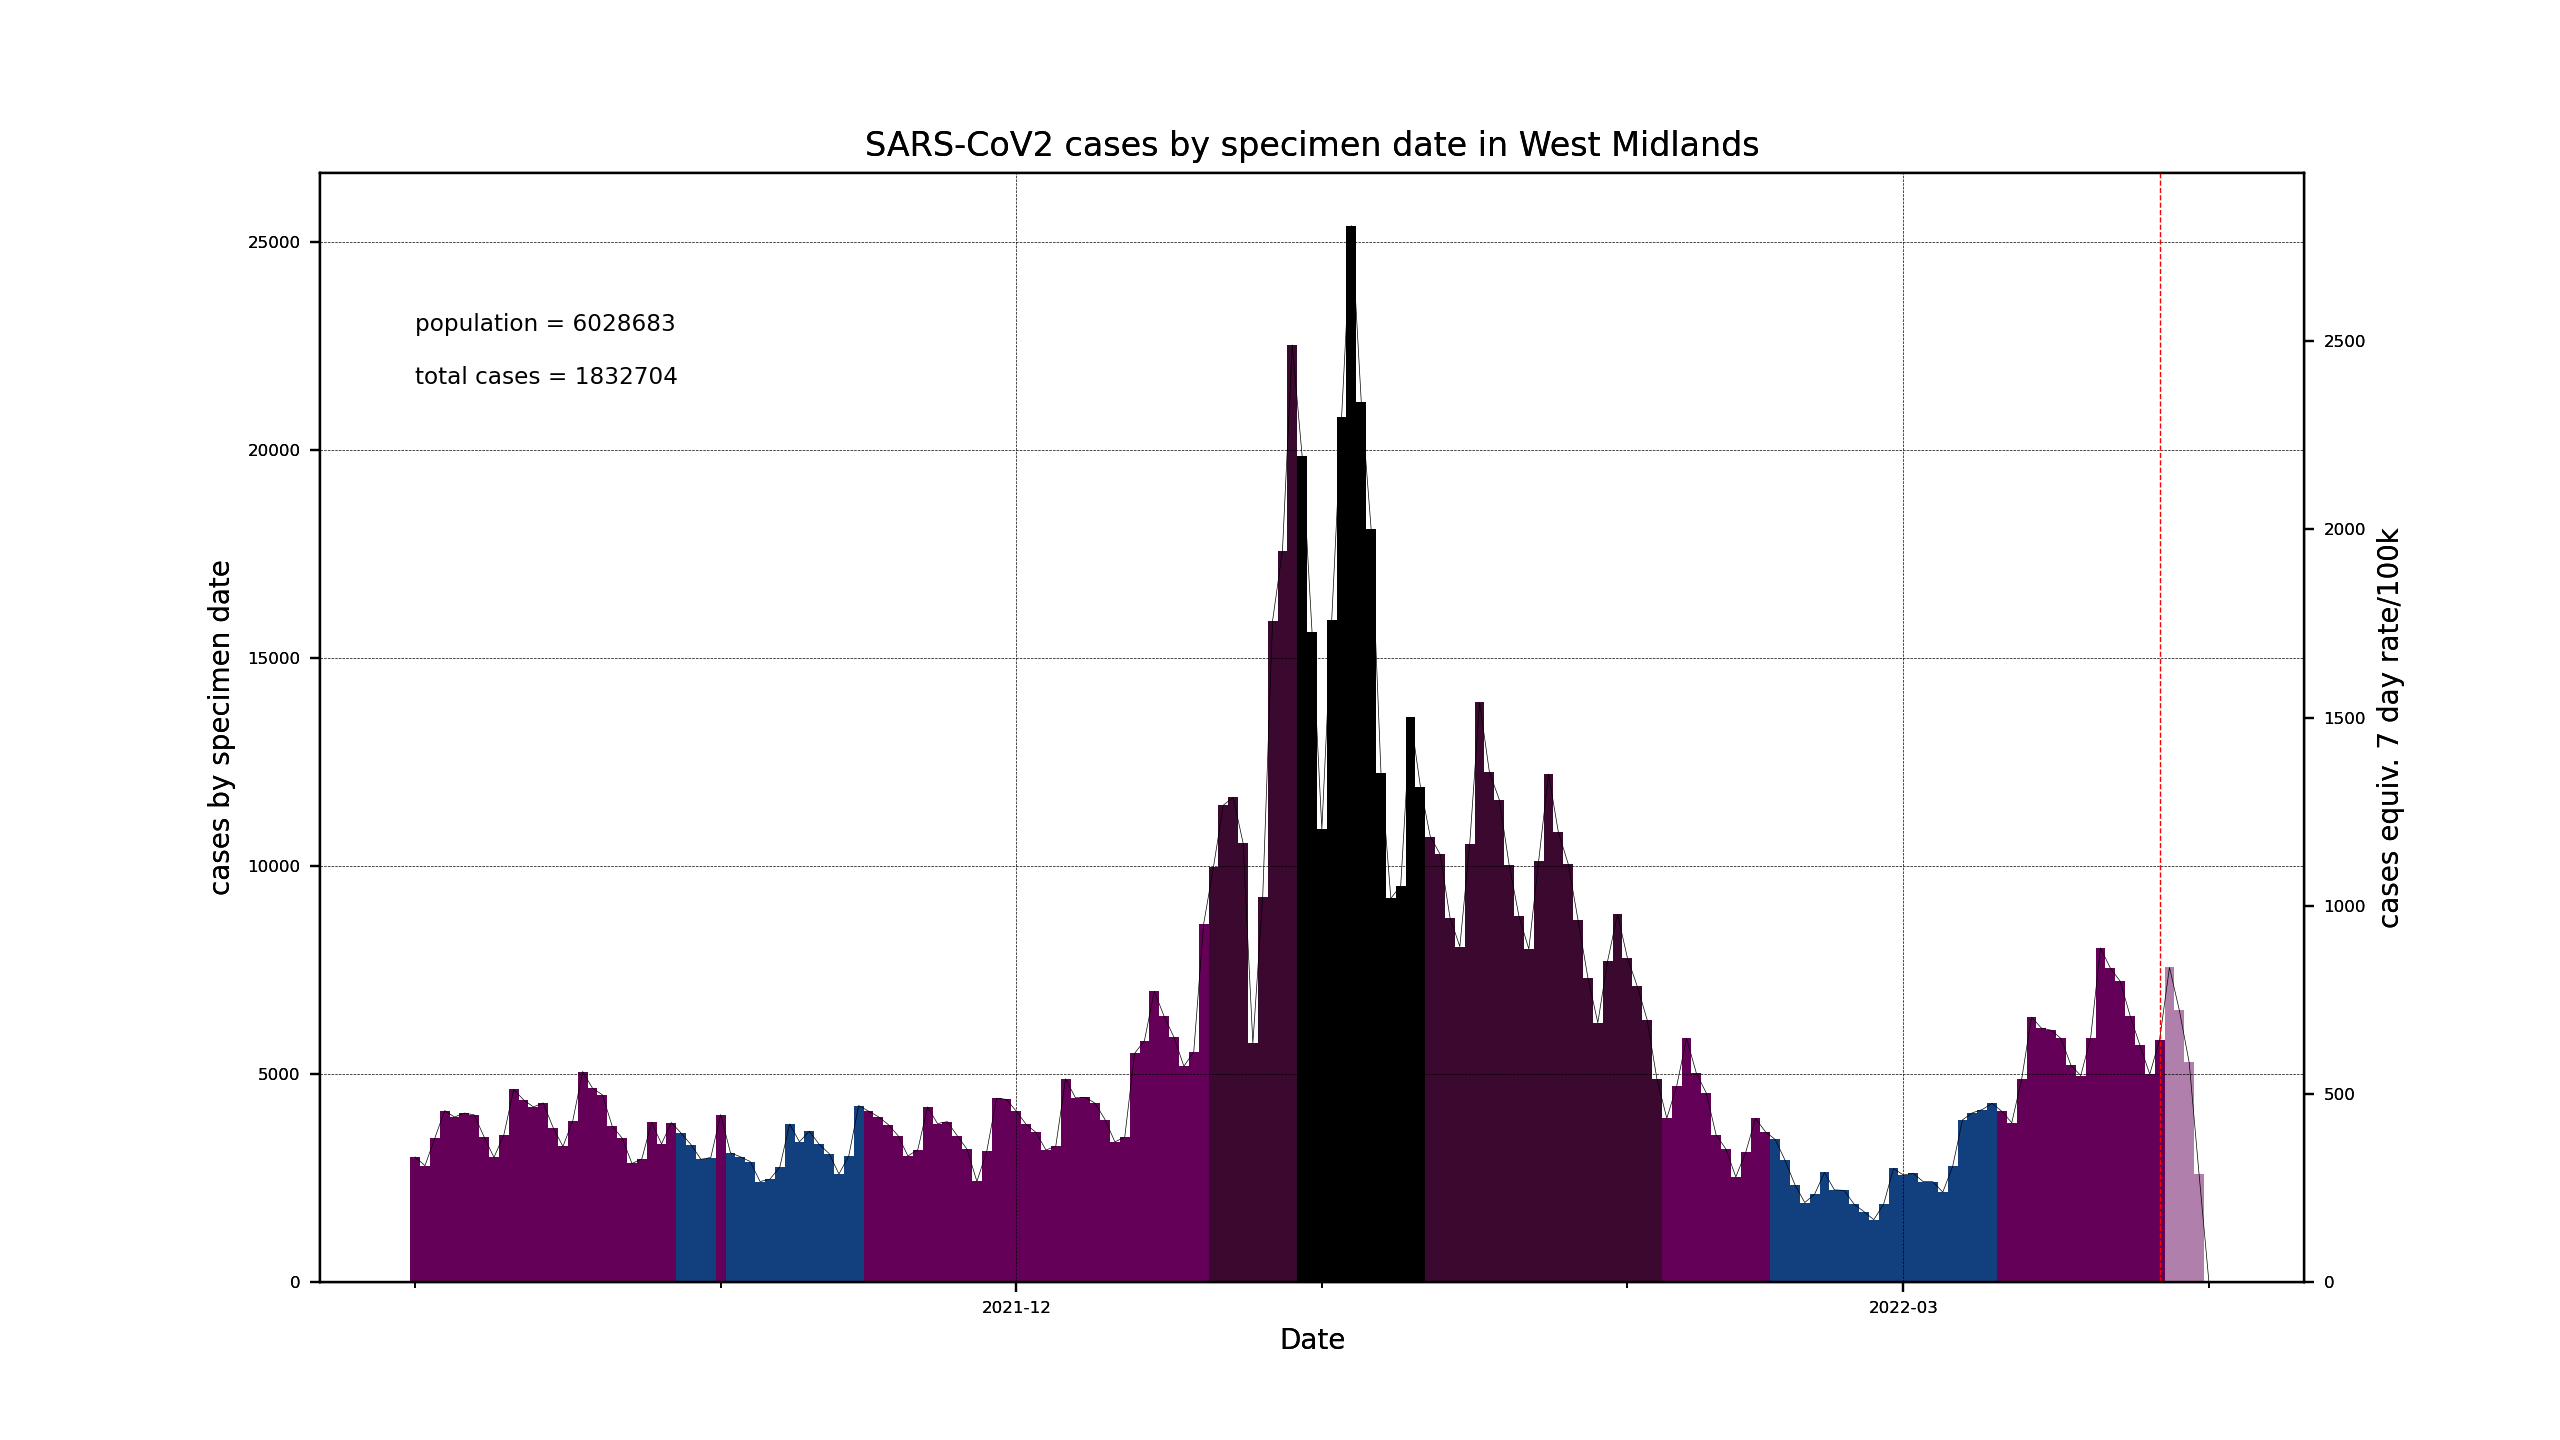 SARS-CoV2 cases by specimen date in West Midlands
population = 6028683
total cases = 1832704
cases by specimen date
25000
20000
15000
10000
5000
0
2500
2000
1500
1000
500
0
cases equiv. 7 day rate/100k
2021-12
2022-03
Date